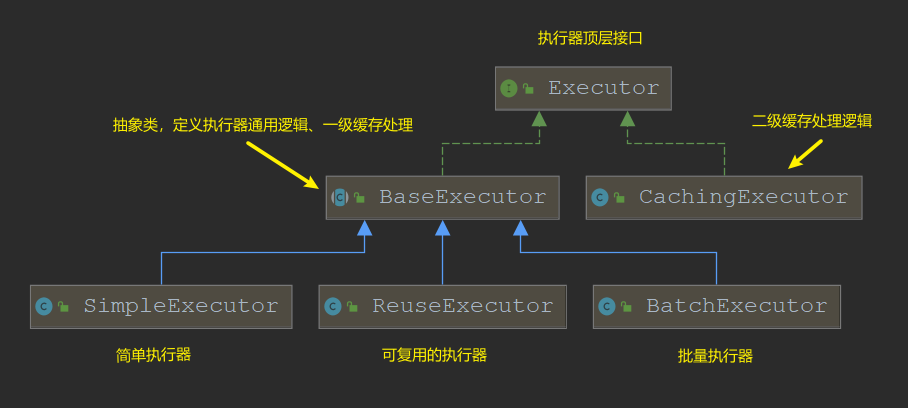 执行器顶层接口
Executor
抽象类，定义执行器通用逻辑、一级缓存处理
二级缓存处理逻辑
BaseExecutor
CachingExecutor
SimpleExecutor
ReuseExecutor
BatchExecutor
简单执行器
可复用的执行器
批量执行器